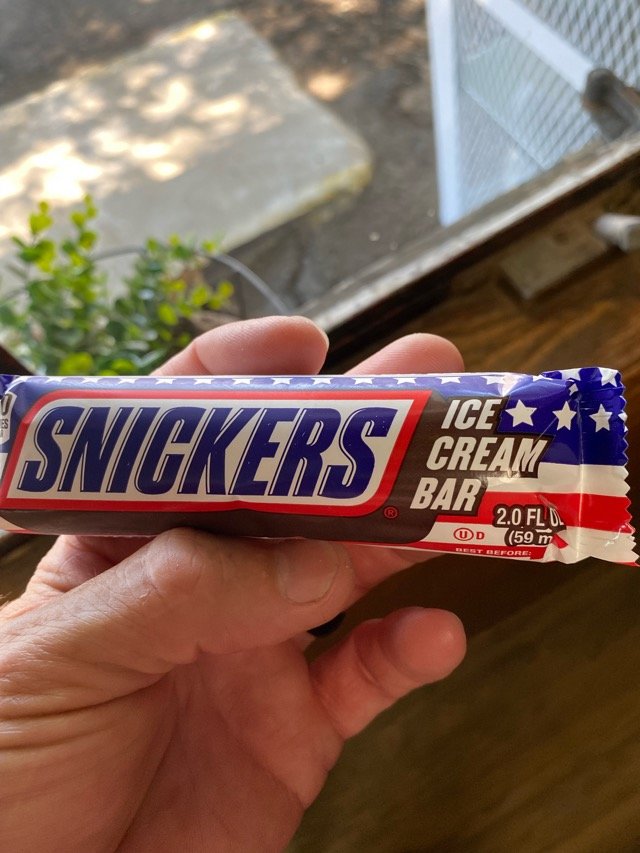 SNICKERS
®
ICE
CREAM
BAR
2.0 FL
(59 m
U D
BEST BEFORE: